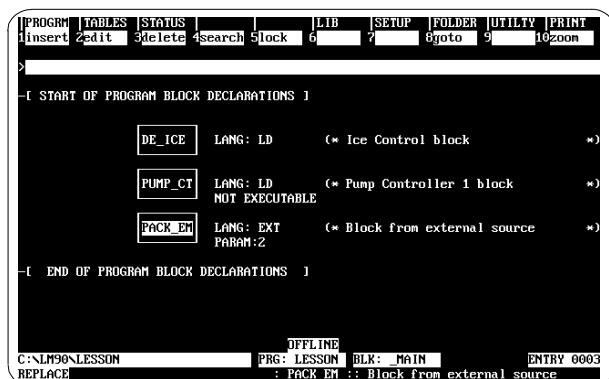 PROGRM TABLES STATUS LIB SETUP FOLDER UTILTY PRINT
1insert 2edit 3delete 4search 5lock 6 7 8goto 9 10zoom
>
[ START OF PROGRAM BLOCK DECLARATIONS ]
DE_ICE LANG: LD (* Ice Control block *)
PUMP_CT LANG: LD (* Pump Controller 1 block *)
NOT EXECUTABLE
PACK_EM LANG: EXT (* Block from external source *)
PARAM:2
[ END OF PROGRAM BLOCK DECLARATIONS ]
OFFLINE
C:\LM90\LESSON PRG: LESSON BLK: _MAIN ENTRY 0003
REPLACE : PACK EM :: Block from external source